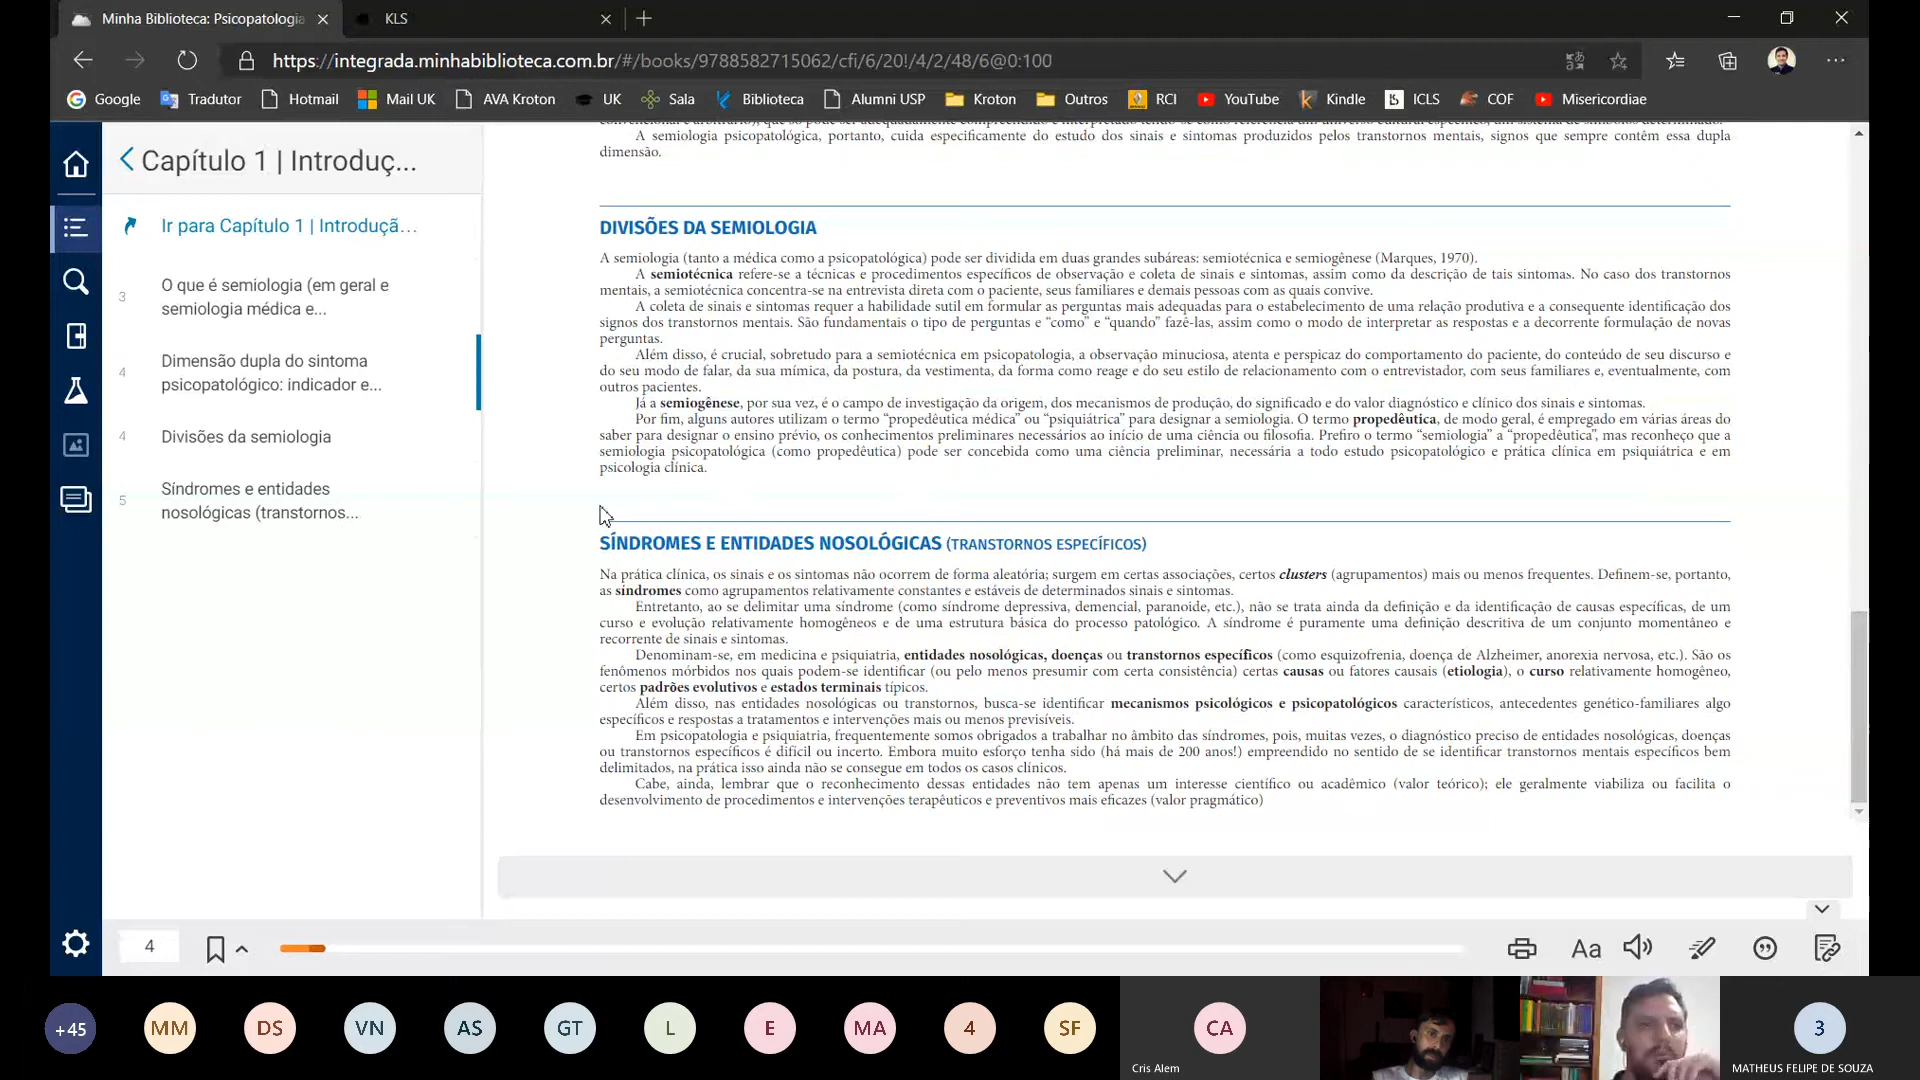 Minha Biblioteca: Psicopatologia
KLS
https://integrada.minhabiblioteca.com.br/#/books/9788582715062/cfi/6/20!/4/2/48/6@0:100
Google
Tradutor
Hotmail
Mail UK
AVA Kroton
UK
Sala
Biblioteca
Alumni USP
Kroton
Outros
RCI
YouTube
Kindle
ICLS
COF
Misericordiae
Capítulo 1 | Introduç...
Ir para Capítulo 1 | Introduçã...
3
O que é semiologia (em geral e
semiologia médica e...
4
Dimensão dupla do sintoma
psicopatológico: indicador e...
4
Divisões da semiologia
5
Síndromes e entidades
nosológicas (transtornos...
A semiologia psicopatológica, portanto, cuida especificamente do estudo dos sinais e sintomas produzidos pelos transtornos mentais, signos que sempre contêm essa dupla
dimensão.
DIVISÕES DA SEMIOLOGIA
A semiologia (tanto a médica como a psicopatológica) pode ser dividida em duas grandes subáreas: semiotécnica e semiogênese (Marques, 1970).
A semiotécnica refere-se a técnicas e procedimentos específicos de observação e coleta de sinais e sintomas, assim como da descrição de tais sintomas. No caso dos transtornos
mentais, a semiotécnica concentra-se na entrevista direta com o paciente, seus familiares e demais pessoas com as quais convive.
A coleta de sinais e sintomas requer a habilidade sutil em formular as perguntas mais adequadas para o estabelecimento de uma relação produtiva e a consequente identificação dos
signos dos transtornos mentais. São fundamentais o tipo de perguntas e “como” e “quando” fazê-las, assim como o modo de interpretar as respostas e a decorrente formulação de novas
perguntas.
Além disso, é crucial, sobretudo para a semiotécnica em psicopatologia, a observação minuciosa, atenta e perspicaz do comportamento do paciente, do conteúdo de seu discurso e
do seu modo de falar, da sua mímica, da postura, da vestimenta, da forma como reage e do seu estilo de relacionamento com o entrevistador, com seus familiares e, eventualmente, com
outros pacientes.
Já a semiogênese, por sua vez, é o campo de investigação da origem, dos mecanismos de produção, do significado e do valor diagnóstico e clínico dos sinais e sintomas.
Por fim, alguns autores utilizam o termo “propedêutica médica” ou “psiquiátrica” para designar a semiologia. O termo propedêutica, de modo geral, é empregado em várias áreas do
saber para designar o ensino prévio, os conhecimentos preliminares necessários ao início de uma ciência ou filosofia. Prefiro o termo “semiologia” a “propedêutica”, mas reconheço que a
semiologia psicopatológica (como propedêutica) pode ser concebida como uma ciência preliminar, necessária a todo estudo psicopatológico e prática clínica em psiquiátrica e em
psicologia clínica.
SÍNDROMES E ENTIDADES NOSOLÓGICAS (TRANSTORNOS ESPECÍFICOS)
Na prática clínica, os sinais e os sintomas não ocorrem de forma aleatória; surgem em certas associações, certos clusters (agrupamentos) mais ou menos frequentes. Definem-se, portanto,
as síndromes como agrupamentos relativamente constantes e estáveis de determinados sinais e sintomas.
Entretanto, ao se delimitar uma síndrome (como síndrome depressiva, demencial, paranoide, etc.), não se trata ainda da definição e da identificação de causas específicas, de um
curso e evolução relativamente homogêneos e de uma estrutura básica do processo patológico. A síndrome é puramente uma definição descritiva de um conjunto momentâneo e
recorrente de sinais e sintomas.
Denominam-se, em medicina e psiquiatria, entidades nosológicas, doenças ou transtornos específicos (como esquizofrenia, doença de Alzheimer, anorexia nervosa, etc.). São os
fenômenos mórbidos nos quais podem-se identificar (ou pelo menos presumir com certa consistência) certas causas ou fatores causais (etiologia), o curso relativamente homogêneo,
certos padrões evolutivos e estados terminais típicos.
Além disso, nas entidades nosológicas ou transtornos, busca-se identificar mecanismos psicológicos e psicopatológicos característicos, antecedentes genético-familiares algo
específicos e respostas a tratamentos e intervenções mais ou menos previsíveis.
Em psicopatologia e psiquiatria, frequentemente somos obrigados a trabalhar no âmbito das síndromes, pois, muitas vezes, o diagnóstico preciso de entidades nosológicas, doenças
ou transtornos específicos é difícil ou incerto. Embora muito esforço tenha sido (há mais de 200 anos!) empreendido no sentido de se identificar transtornos mentais específicos bem
delimitados, na prática isso ainda não se consegue em todos os casos clínicos.
Cabe, ainda, lembrar que o reconhecimento dessas entidades não tem apenas um interesse científico ou acadêmico (valor teórico); ele geralmente viabiliza ou facilita o
desenvolvimento de procedimentos e intervenções terapêuticos e preventivos mais eficazes (valor pragmático)
4
Aa
+45
MM
DS
VN
AS
GT
L
E
MA
4
SF
CA
Cris Alem
3
MATHEUS FELIPE DE SOUZA